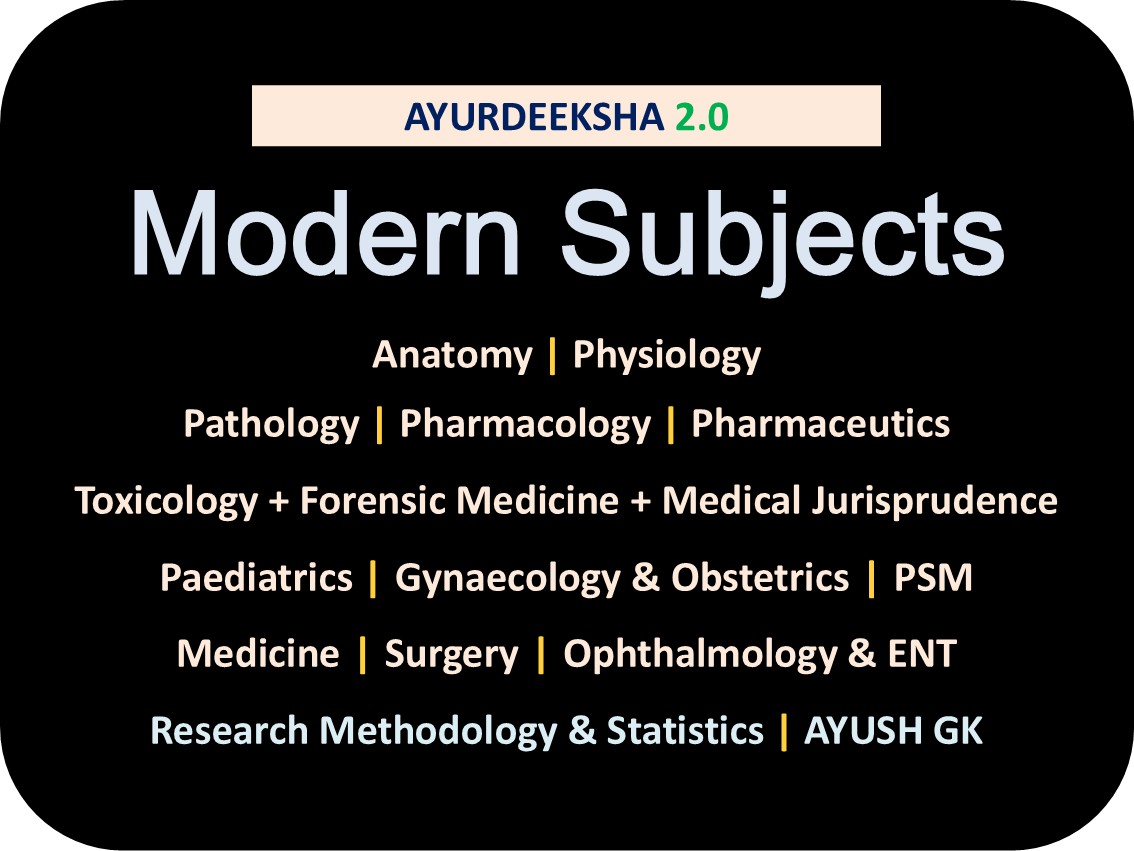 AYURDEEKSHA 2.0
Modern Subjects
Anatomy | Physiology
Pathology | Pharmacology | Pharmaceutics
Toxicology + Forensic Medicine + Medical Jurisprudence
Paediatrics | Gynaecology & Obstetrics | PSM
Medicine | Surgery | Ophthalmology & ENT
Research Methodology & Statistics | AYUSH GK